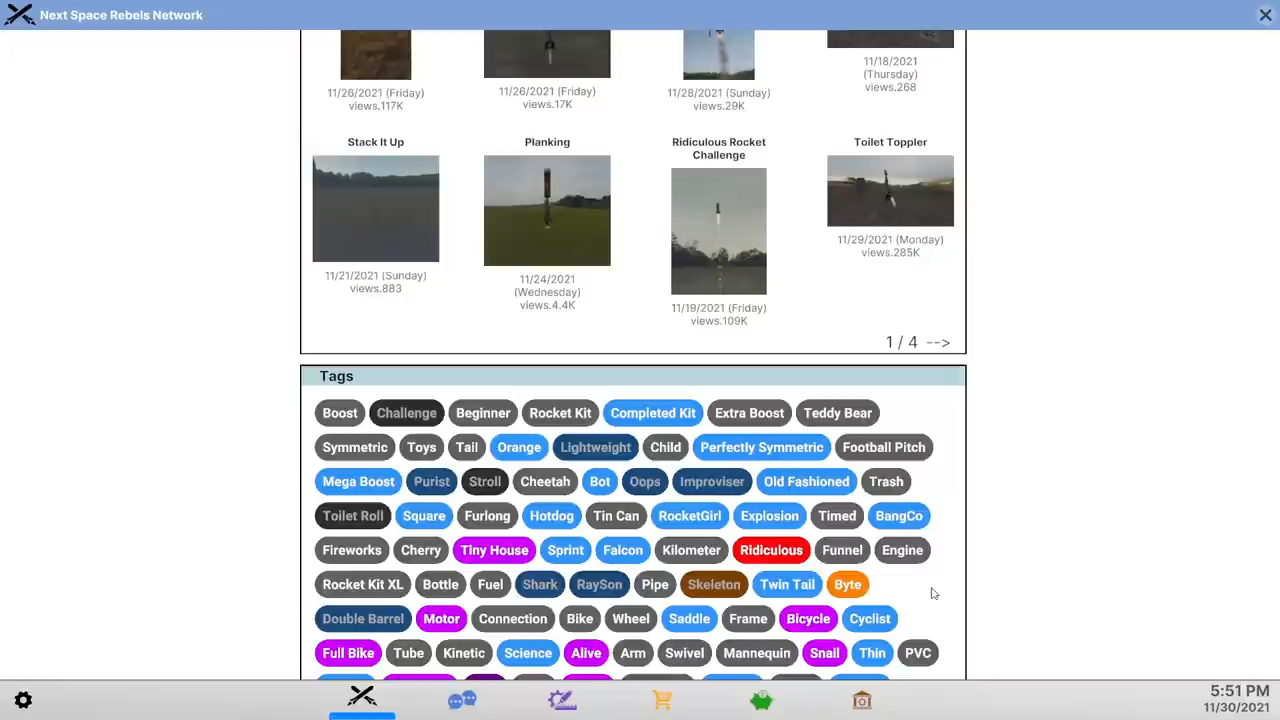 Next Space Rebels Network
11/26/2021 (Friday)
views.117K
11/26/2021 (Friday)
views.17K
11/28/2021 (Sunday)
views.29K
11/18/2021
(Thursday)
views.268
Stack It Up
11/21/2021 (Sunday)
views.883
Planking
11/24/2021
(Wednesday)
views.4.4K
Ridiculous Rocket
Challenge
11/19/2021 (Friday)
views.109K
Toilet Toppler
11/29/2021 (Monday)
views.285K
1 / 4 -->
Tags
Boost Challenge Beginner Rocket Kit Completed Kit Extra Boost Teddy Bear
Symmetric Toys Tail Orange Lightweight Child Perfectly Symmetric Football Pitch
Mega Boost Purist Stroll Cheetah Bot Oops Improviser Old Fashioned Trash
Toilet Roll Square Furlong Hotdog Tin Can RocketGirl Explosion Timed BangCo
Fireworks Cherry Tiny House Sprint Falcon Kilometer Ridiculous Funnel Engine
Rocket Kit XL Bottle Fuel Shark RaySon Pipe Skeleton Twin Tail Byte
Double Barrel Motor Connection Bike Wheel Saddle Frame Bicycle Cyclist
Full Bike Tube Kinetic Science Alive Arm Swivel Mannequin Snail Thin PVC
5:51 PM
11/30/2021